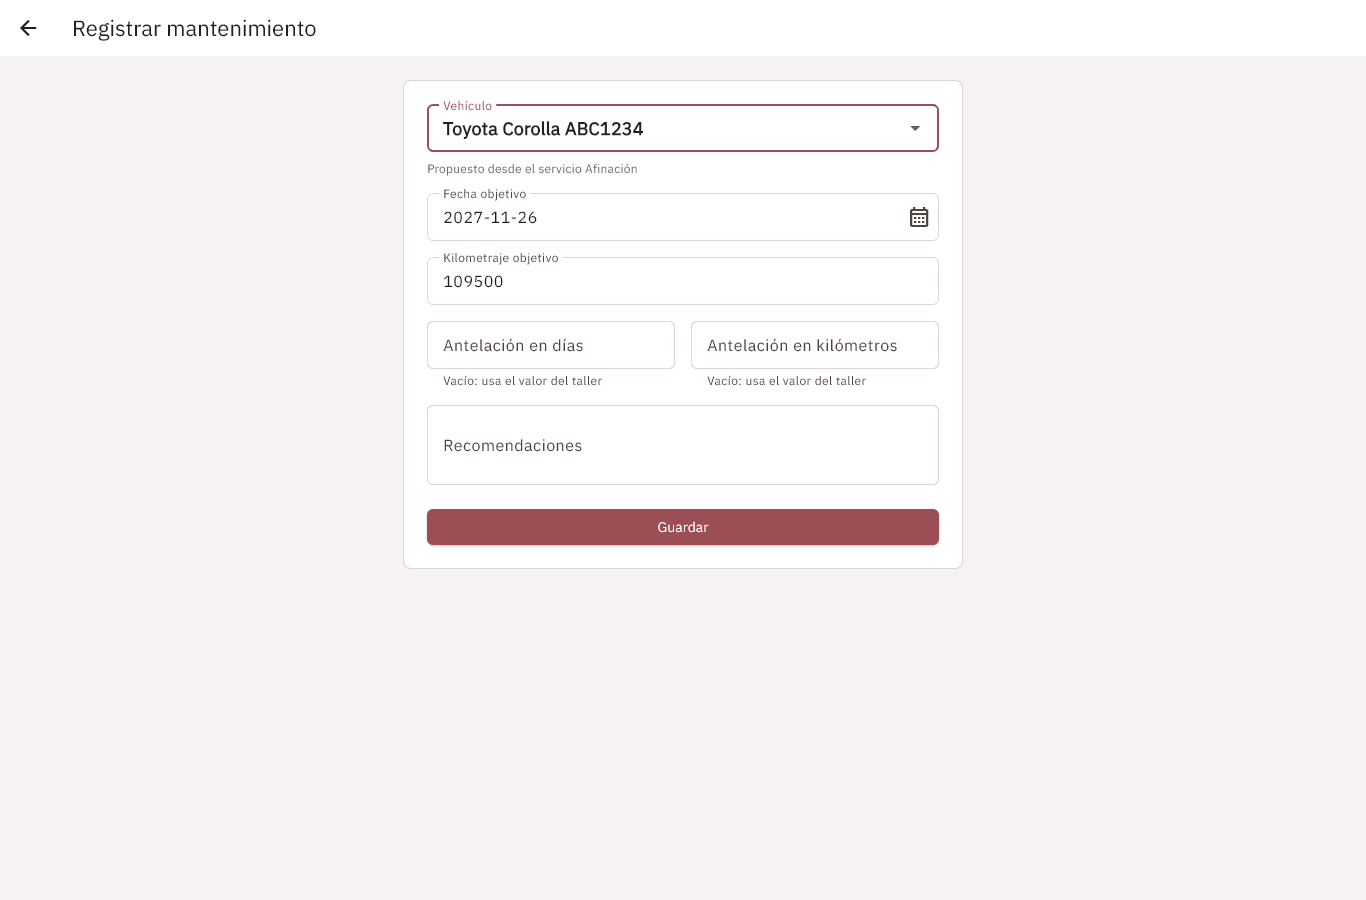 Registrar mantenimiento
Vehículo
Toyota Corolla ABC1234
Propuesto desde el servicio Afinación
Fecha objetivo
2027-11-26
Kilometraje objetivo
109500
Antelación en días
Antelación en kilómetros
Vacío: usa el valor del taller
Vacío: usa el valor del taller
Recomendaciones
Guardar